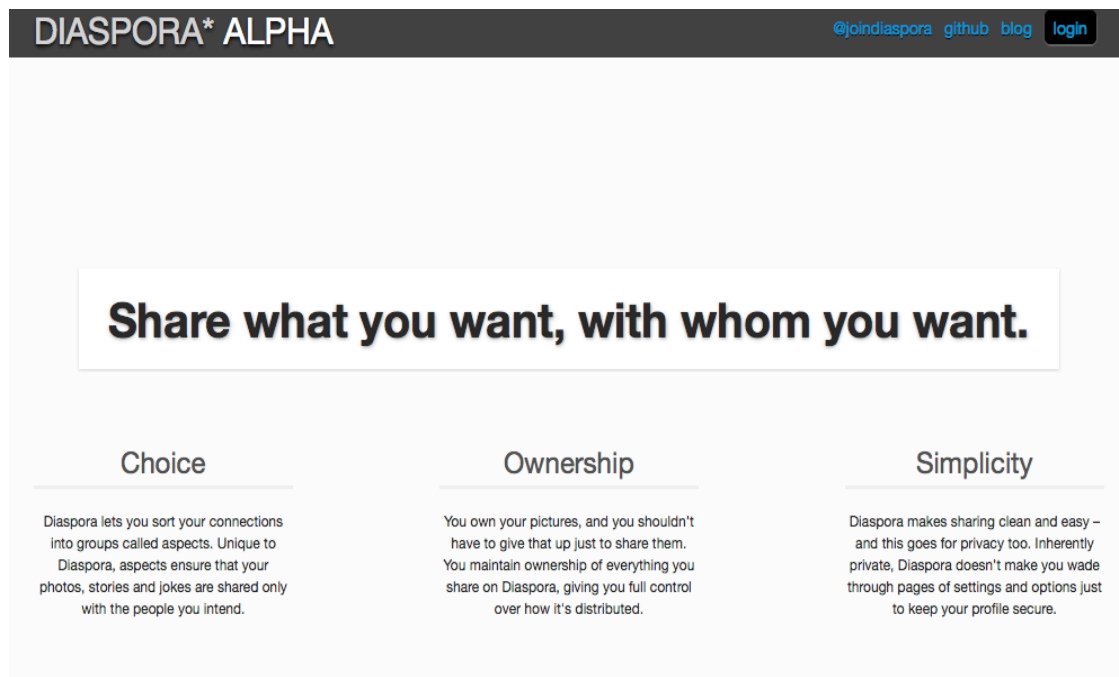 DIASPORA* ALPHA
@joindiaspora github blog login
Share what you want, with whom you want.
Choice
Diaspora lets you sort your connections
into groups called aspects. Unique to
Diaspora, aspects ensure that your
photos, stories and jokes are shared only
with the people you intend.
Ownership
You own your pictures, and you shouldn't
have to give that up just to share them.
You maintain ownership of everything you
share on Diaspora, giving you full control
over how it's distributed.
Simplicity
Diaspora makes sharing clean and easy –
and this goes for privacy too. Inherently
private, Diaspora doesn't make you wade
through pages of settings and options just
to keep your profile secure.